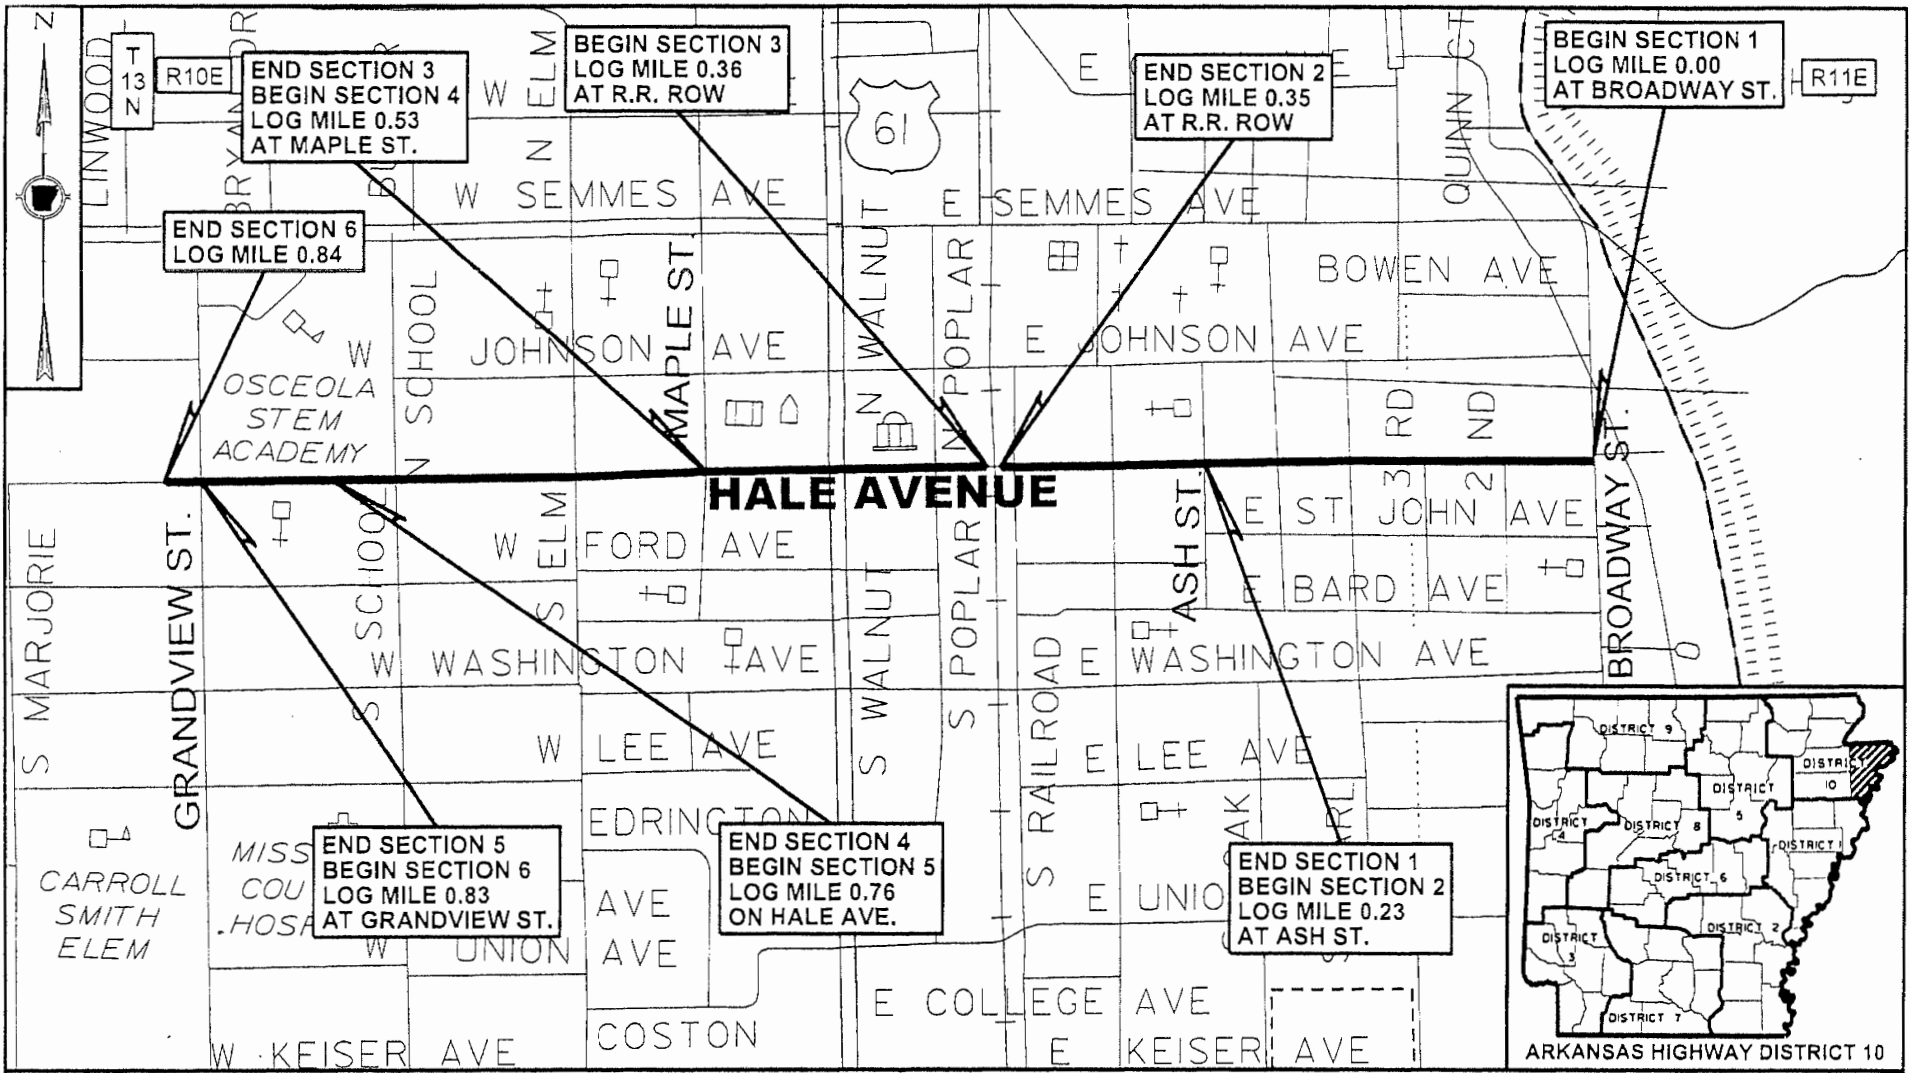 N
T
13
N
R10E
LINWOOD
END SECTION 3
BEGIN SECTION 4
LOG MILE 0.53
AT MAPLE ST.
BEGIN SECTION 3
LOG MILE 0.36
AT R.R. ROW
END SECTION 2
LOG MILE 0.35
AT R.R. ROW
BEGIN SECTION 1
LOG MILE 0.00
AT BROADWAY ST.
R11E
END SECTION 6
LOG MILE 0.84
W
N ELM
61
E
QUINN CT
W SEMMES AVE
E SEMMES AVE
BOWEN AVE
W JOHNSON AVE
E JOHNSON AVE
N SCHOOL
MAPLE ST.
N WALNUT
N POPLAR
3 RD
2 ND
OSCEOLA
STEM
ACADEMY
HALE AVENUE
S MARJORIE
GRANDVIEW ST.
S SCHOOL
S ELM
S WALNUT
S POPLAR
S RAILROAD
ASH ST.
BROADWAY ST.
W FORD AVE
E ST JOHN AVE
E BARD AVE
W WASHINGTON AVE
E WASHINGTON AVE
W LEE AVE
E LEE AVE
EDRINGTON
AVE
CARROLL
SMITH
ELEM
MISS
COU
HOSP
END SECTION 5
BEGIN SECTION 6
LOG MILE 0.83
AT GRANDVIEW ST.
END SECTION 4
BEGIN SECTION 5
LOG MILE 0.76
ON HALE AVE.
END SECTION 1
BEGIN SECTION 2
LOG MILE 0.23
AT ASH ST.
W UNION AVE
E UNIO
E COLLEGE AVE
COSTON
W KEISER AVE
E KEISER AVE
DISTRICT 9
DISTRICT
10
DISTRICT
5
DISTRICT
4
DISTRICT 8
DISTRICT 1
DISTRICT 6
DISTRICT 2
DISTRICT
3
DISTRICT 7
ARKANSAS HIGHWAY DISTRICT 10